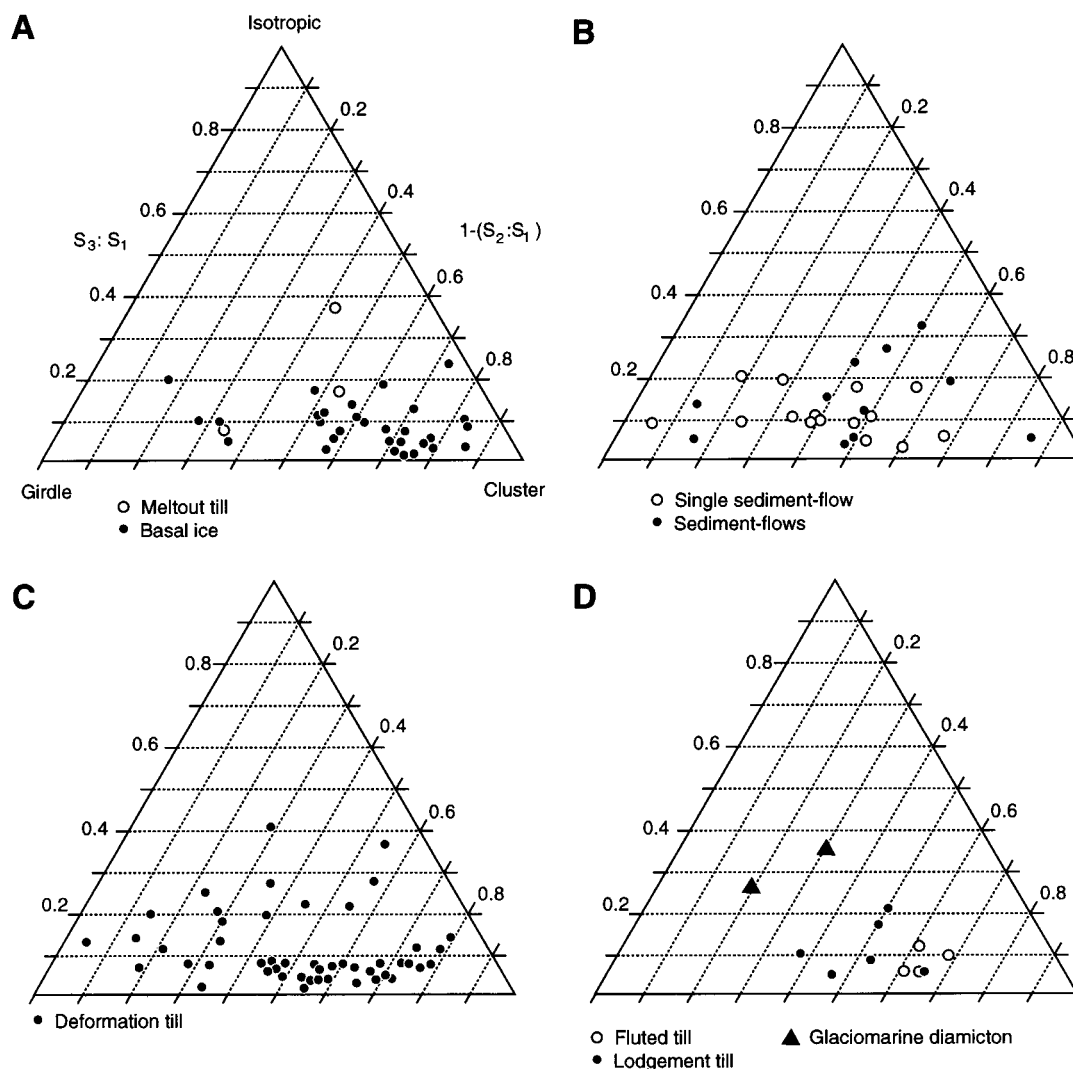 A
Isotropic
0.2
0.8
0.4
0.6
S3: S1
1-(S2:S1)
0.6
0.4
0.8
0.2
Girdle
Cluster
Meltout till
Basal ice
B
0.2
0.8
0.4
0.6
0.6
0.4
0.8
0.2
Single sediment-flow
Sediment-flows
C
0.2
0.8
0.4
0.6
0.6
0.4
0.8
0.2
Deformation till
D
0.2
0.8
0.4
0.6
0.6
0.4
0.8
0.2
Fluted till
Glaciomarine diamicton
Lodgement till